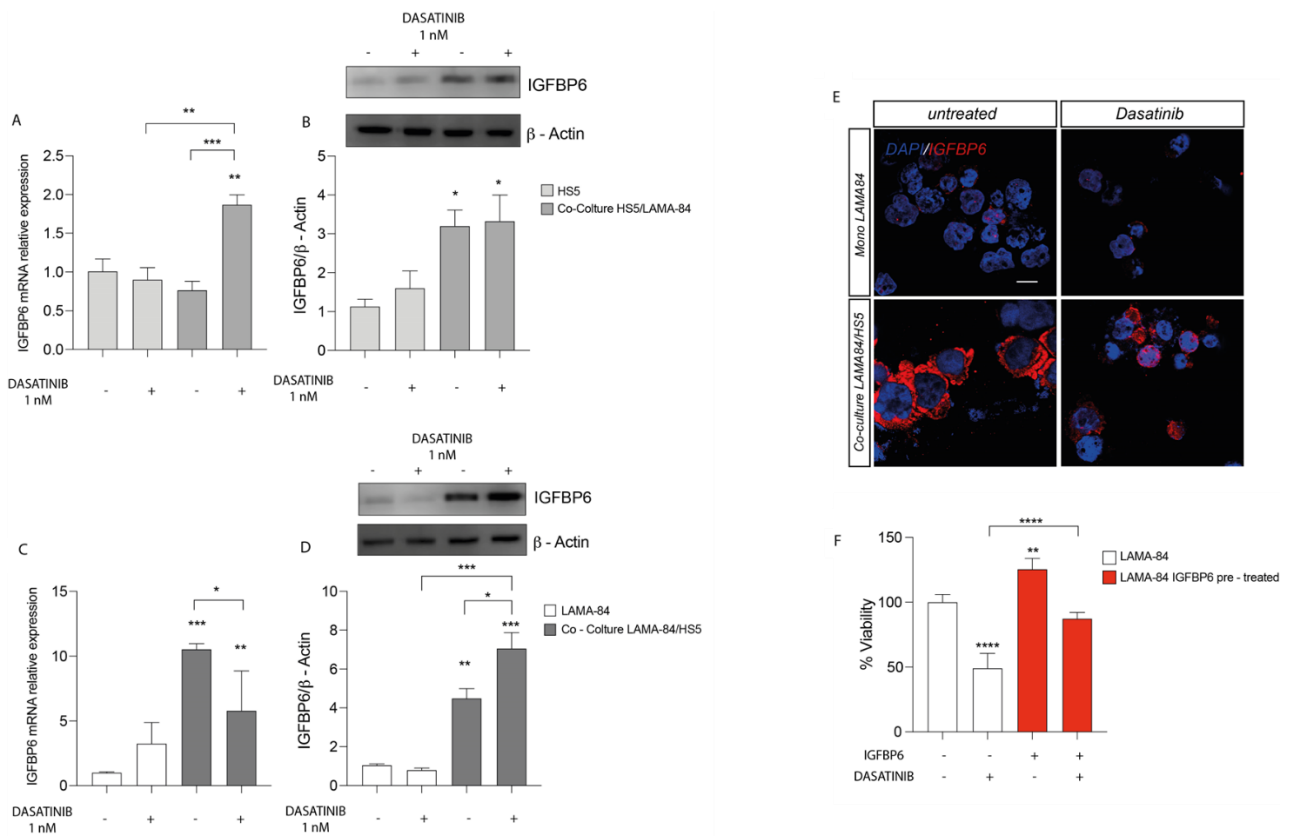 DASATINIB
1 nM
- + - +
IGFBP6
β - Actin
A
** 
***
**
2.5
2.0
1.5
1.0
0.5
0.0
IGFBP6 mRNA relative expression
DASATINIB
1 nM
- + - +
B
* *
5
4
3
2
1
0
IGFBP6/β - Actin
HS5
Co-Culture HS5/LAMA-84
DASATINIB
1 nM
- + - +
DASATINIB
1 nM
- + - +
IGFBP6
β - Actin
C
*
***
**
15
10
5
0
IGFBP6 mRNA relative expression
DASATINIB
1 nM
- + - +
D
***
*
***
**
10
8
6
4
2
0
IGFBP6/β - Actin
LAMA-84
Co - Culture LAMA-84/HS5
DASATINIB
1 nM
- + - +
E
untreated
Dasatinib
Mono LAMA84
DAPI/IGFBP6
Co-culture LAMA84/HS5
F
****
**
****
150
100
50
0
% Viability
LAMA-84
LAMA-84 IGFBP6 pre - treated
IGFBP6 - - + +
DASATINIB - + - +